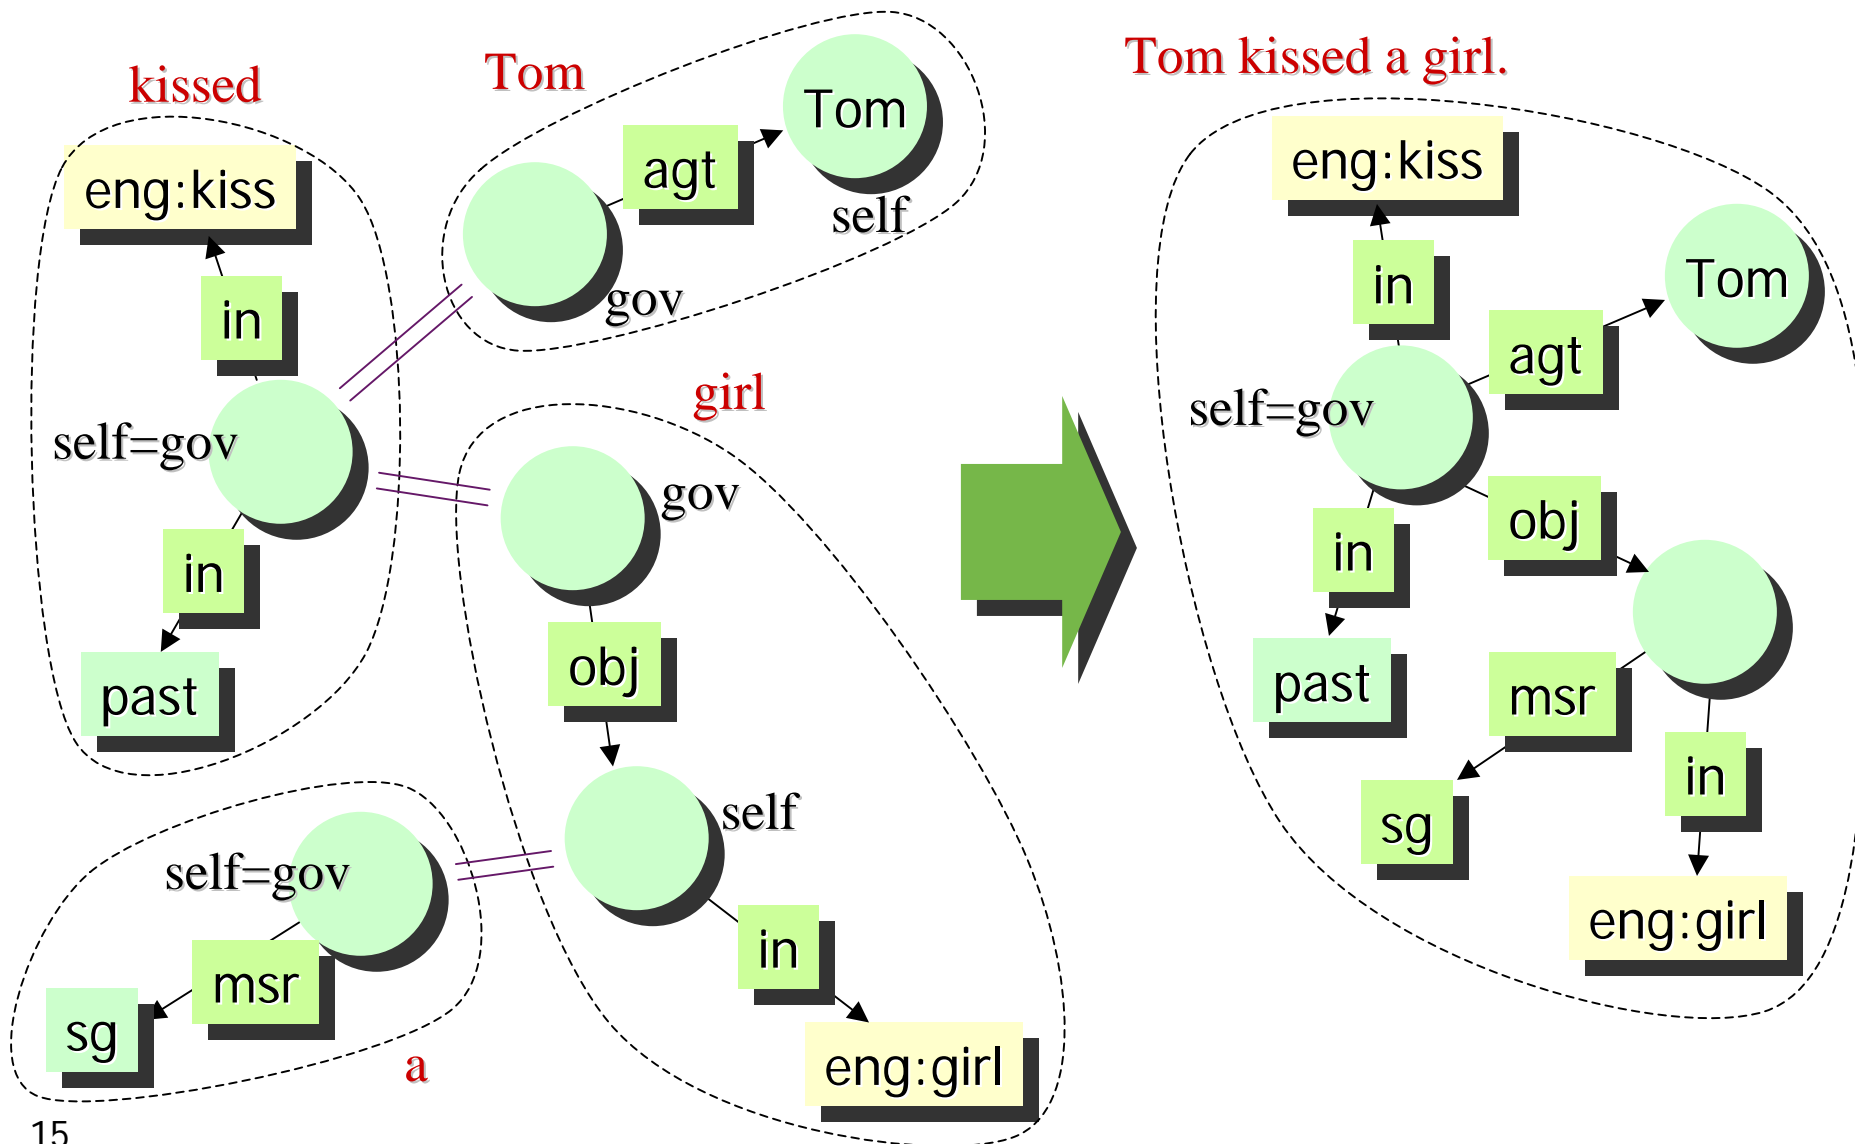 kissed
eng:kiss
in
self=gov
in
past
Tom
Tom
agt
self
gov
girl
gov
obj
self
in
eng:girl
self=gov
msr
sg
a
Tom kissed a girl.
eng:kiss
in
Tom
agt
self=gov
obj
in
past
msr
in
sg
eng:girl
15